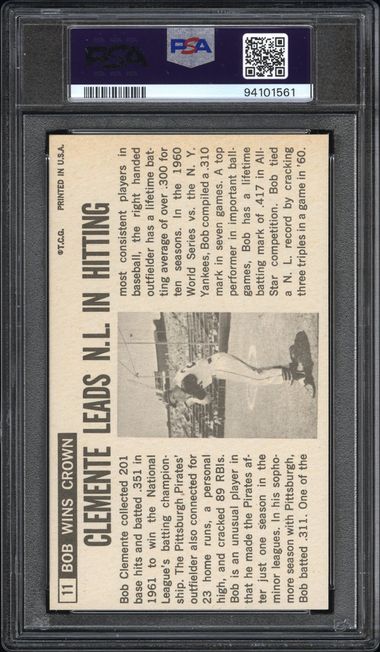 PSA
PSA
94101561
11 BOB WINS CROWN
©T.C.G. PRINTED IN U.S.A.
CLEMENTE LEADS N.L. IN HITTING
Bob Clemente collected 201
base hits and batted .351 in
1961 to win the National
League's batting champion-
ship. The Pittsburgh Pirates'
outfielder also connected for
23 home runs, a personal
high, and cracked 89 RBIs.
Bob is an unusual player in
that he made the Pirates af-
ter just one season in the
minor leagues. In his sopho-
more season with Pittsburgh,
Bob batted .311. One of the
most consistent players in
baseball, the right handed
outfielder has a lifetime bat-
ting average of over .300 for
ten seasons. In the 1960
World Series vs. the N. Y.
Yankees, Bob compiled a .310
mark in seven games. A top
performer in important ball-
games, Bob has a lifetime
batting mark of .417 in All-
Star competition. Bob tied
a N. L. record by cracking
three triples in a game in '60.